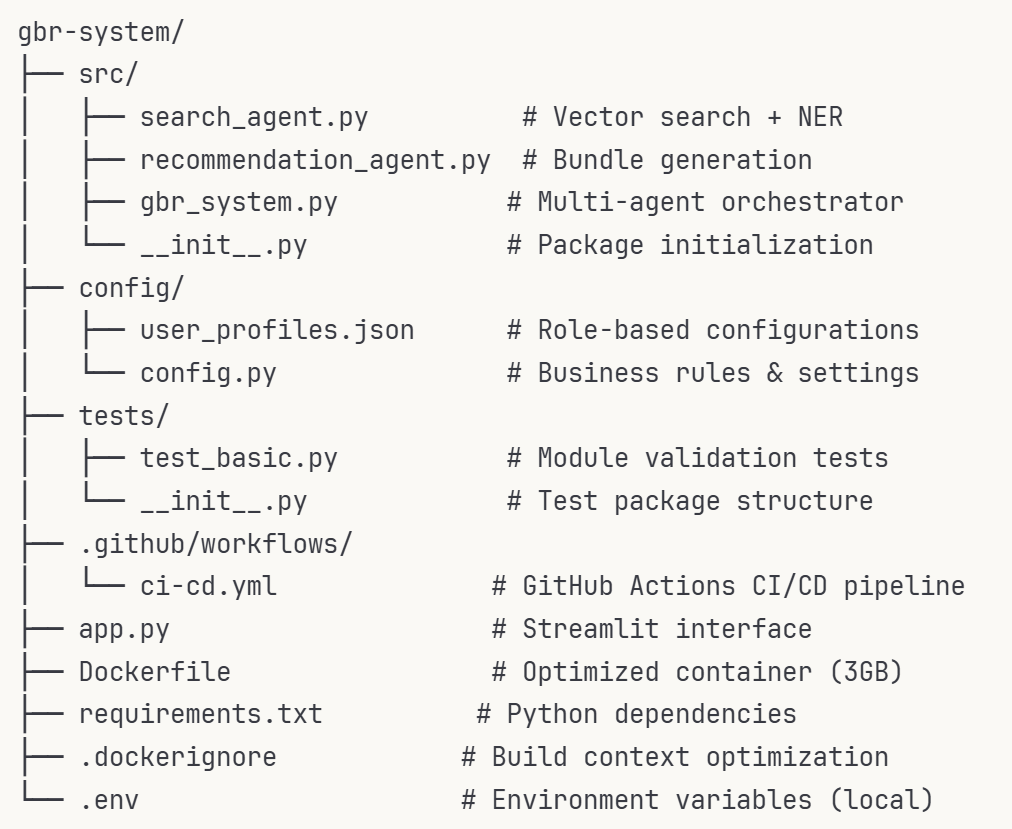 gbr-system/
├── src/
│   ├── search_agent.py          # Vector search + NER
│   ├── recommendation_agent.py  # Bundle generation
│   ├── gbr_system.py           # Multi-agent orchestrator
│   └── __init__.py             # Package initialization
├── config/
│   ├── user_profiles.json      # Role-based configurations
│   └── config.py               # Business rules & settings
├── tests/
│   ├── test_basic.py           # Module validation tests
│   └── __init__.py             # Test package structure
├── .github/workflows/
│   └── ci-cd.yml              # GitHub Actions CI/CD pipeline
├── app.py                     # Streamlit interface
├── Dockerfile                 # Optimized container (3GB)
├── requirements.txt          # Python dependencies
├── .dockerignore            # Build context optimization
└── .env                     # Environment variables (local)